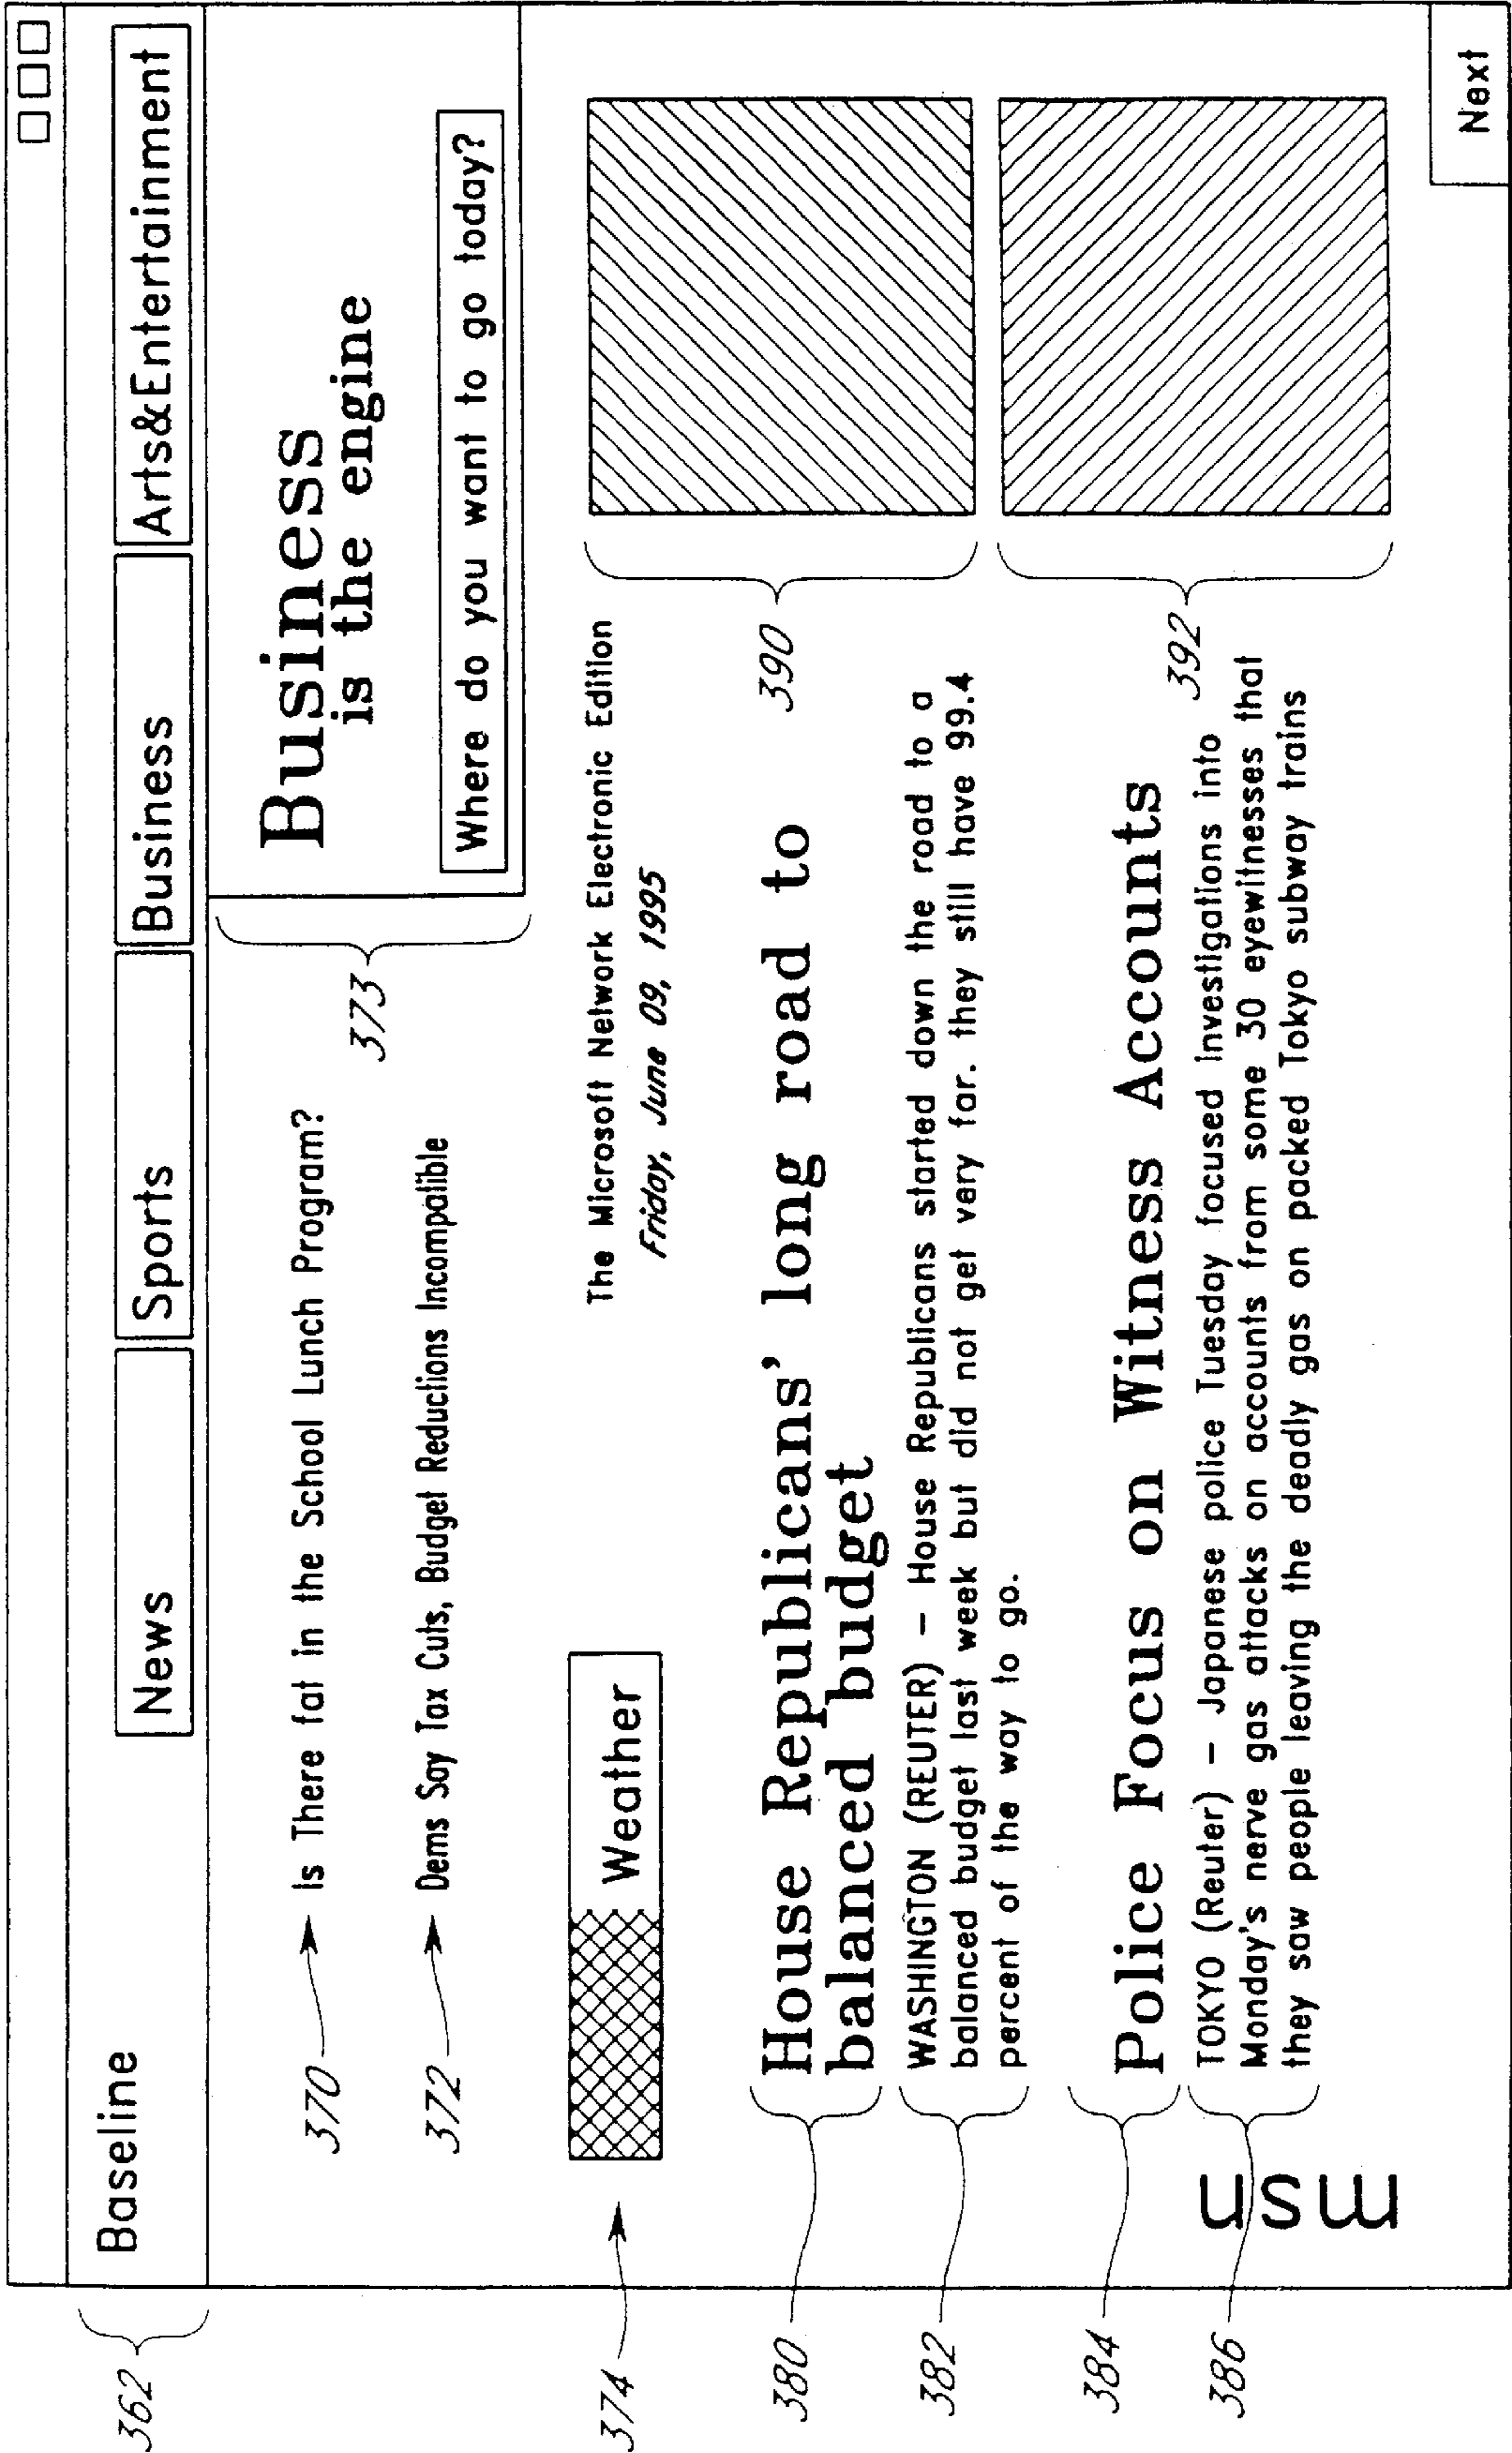 Baseline
News
Sports
Business
Arts&Entertainment
362
370
Is There fat in the School Lunch Program?
372
Dems Say Tax Cuts, Budget Reductions Incompatible
373
Business
is the engine
Where do you want to go today?
374
Weather
The Microsoft Network Electronic Edition
Friday, June 09, 1995
380
House Republicans' long road to
balanced budget
390
382
WASHINGTON (REUTER) – House Republicans started down the road to a
balanced budget last week but did not get very far. they still have 99.4
percent of the way to go.
384
Police Focus on Witness Accounts
392
386
TOKYO (Reuter) – Japanese police Tuesday focused investigations into
Monday's nerve gas attacks on accounts from some 30 eyewitnesses that
they saw people leaving the deadly gas on packed Tokyo subway trains
msn
Next